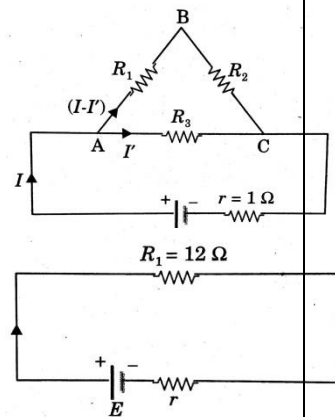 B
R₁ R₂
(I-I′) R₃
A I′ C
I
+ − r = 1 Ω
R₁ = 12 Ω
+ −
E r